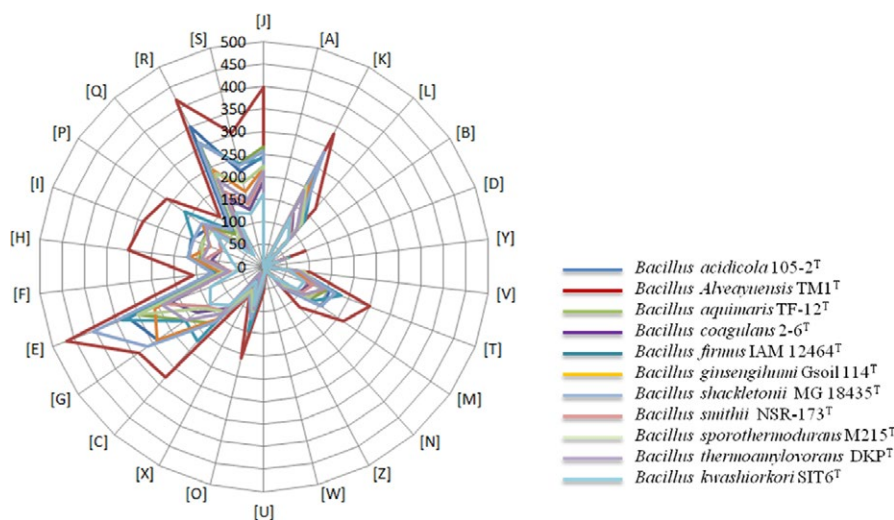 [J]
[A]
[K]
[L]
[B]
[D]
[Y]
[V]
[T]
[M]
[N]
[Z]
[W]
[U]
[O]
[X]
[C]
[G]
[E]
[F]
[H]
[I]
[P]
[Q]
[R]
[S]
500
450
400
350
300
250
200
150
100
50
0
Bacillus acidicola 105-2ᵀ
Bacillus Alveayuensis TM1ᵀ
Bacillus aquimaris TF-12ᵀ
Bacillus coagulans 2-6ᵀ
Bacillus firmus IAM 12464ᵀ
Bacillus ginsengihumi Gsoil 114ᵀ
Bacillus shackletonii MG 18435ᵀ
Bacillus smithii NSR-173ᵀ
Bacillus sporothermodurans M215ᵀ
Bacillus thermoamylovorans DKPᵀ
Bacillus kwashiorkori SIT6ᵀ